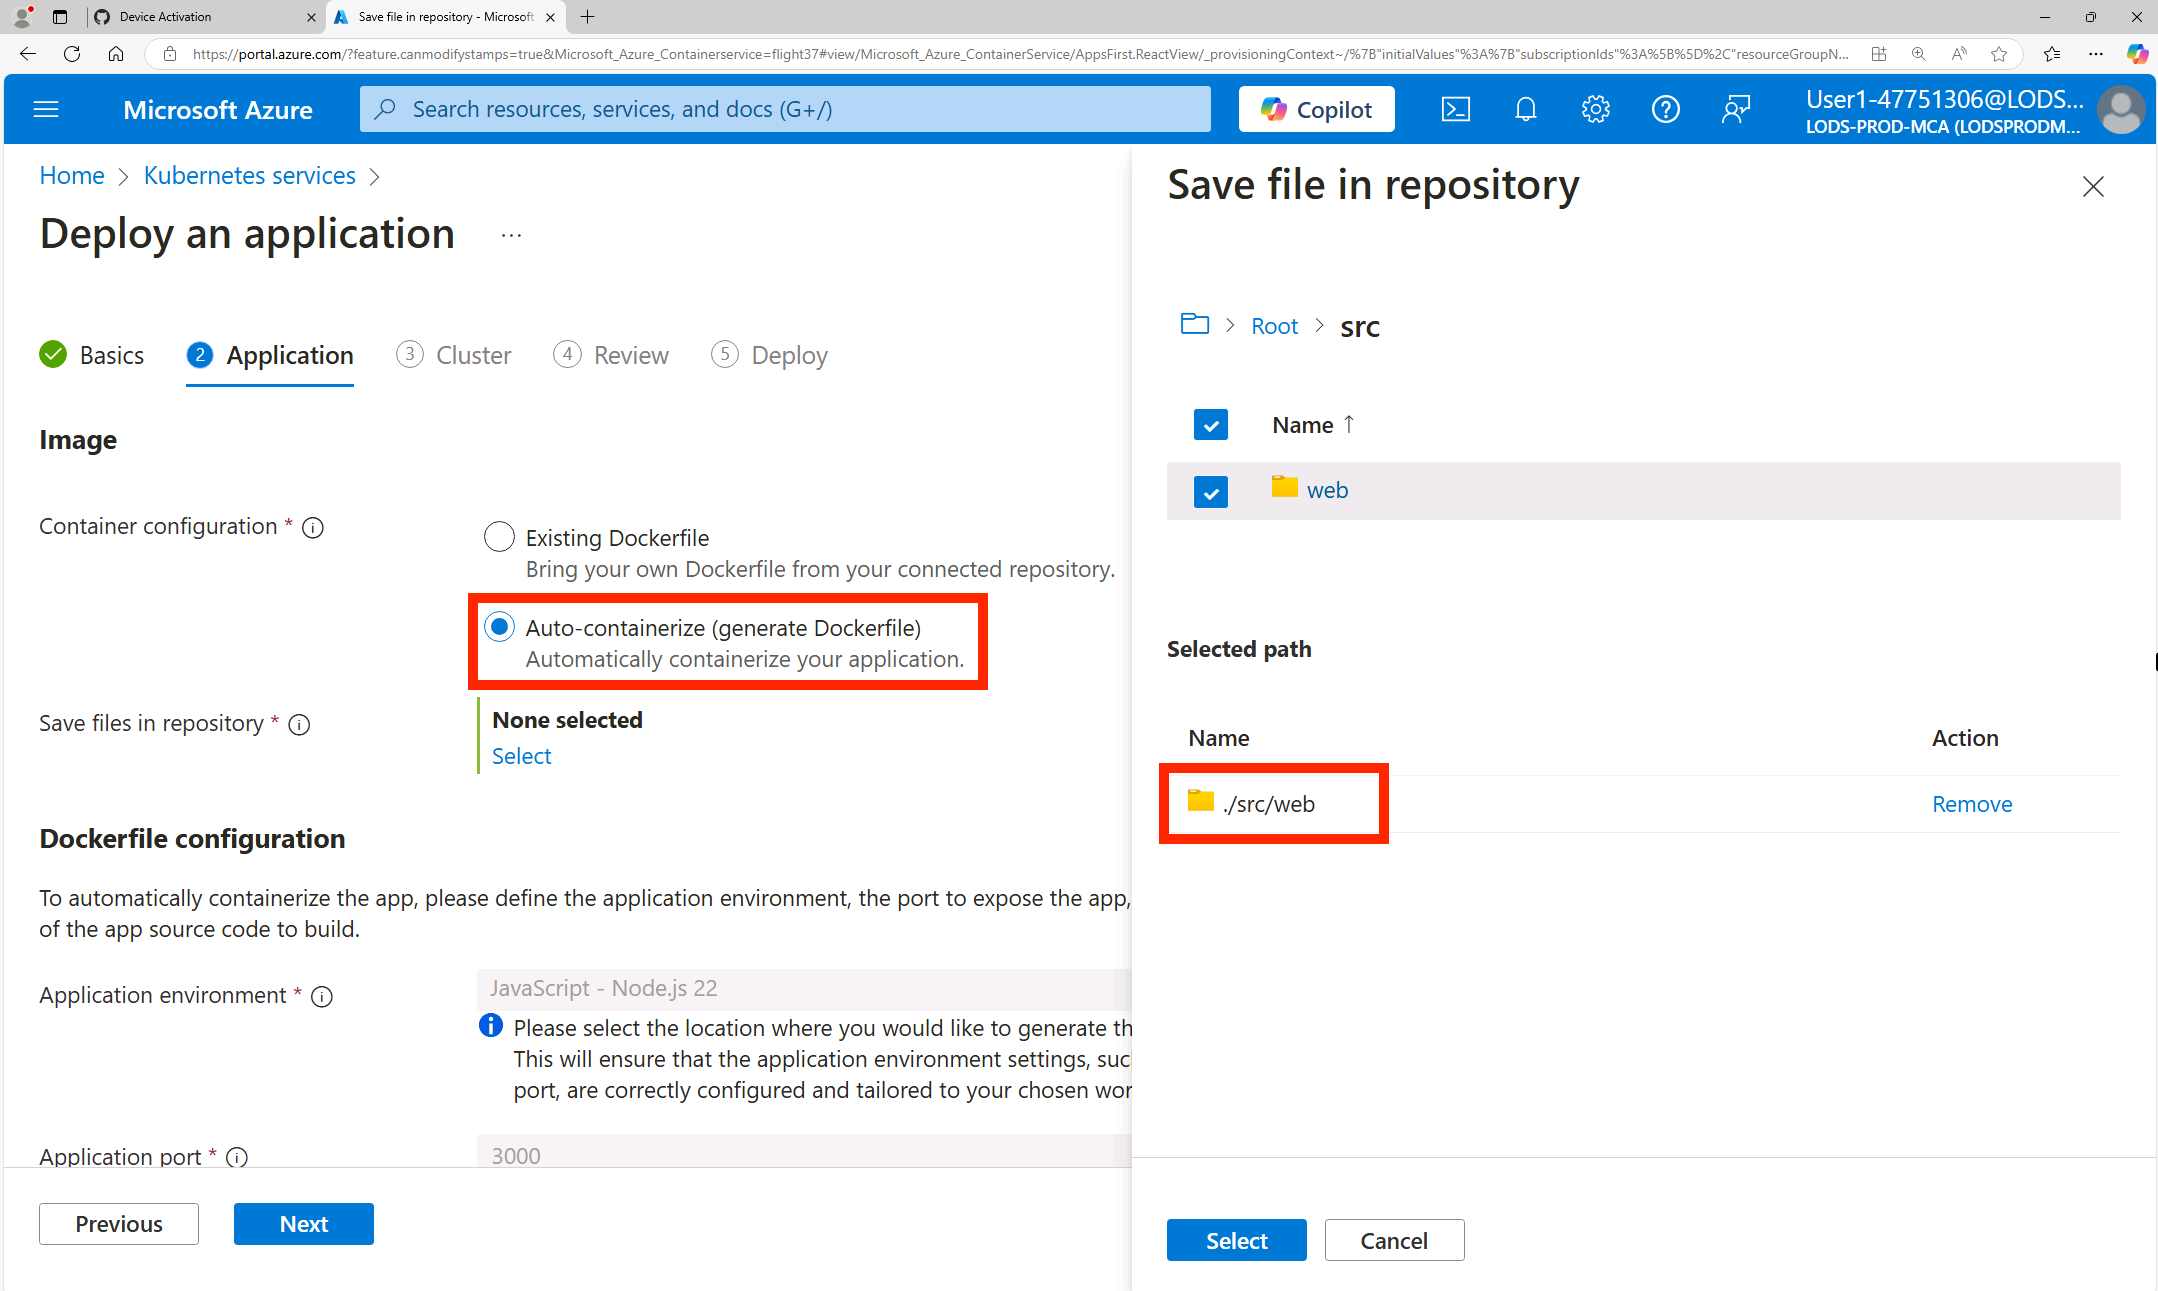 Device Activation
Save file in repository - Microsoft
https://portal.azure.com/?feature.canmodifystamps=true&Microsoft_Azure_Containerservice=flight37#view/Microsoft_Azure_ContainerService/AppsFirst.ReactView/_provisioningContext~/%7B"initialValues"%3A%7B"subscriptionIds"%3A%5B%5D%2C"resourceGroupN...
Microsoft Azure
Search resources, services, and docs (G+/)
Copilot
User1-47751306@LODS...
LODS-PROD-MCA (LODSPRODM...
Home > Kubernetes services >
Deploy an application ...
Basics
2 Application
3 Cluster
4 Review
5 Deploy
Image
Container configuration *
Existing Dockerfile
Bring your own Dockerfile from your connected repository.
Auto-containerize (generate Dockerfile)
Automatically containerize your application.
Save files in repository *
None selected
Select
Dockerfile configuration
To automatically containerize the app, please define the application environment, the port to expose the app,
of the app source code to build.
Application environment *
JavaScript - Node.js 22
Please select the location where you would like to generate th
This will ensure that the application environment settings, suc
port, are correctly configured and tailored to your chosen wor
Application port *
3000
Previous
Next
Save file in repository
> Root > src
Name ↑
web
Selected path
Name
Action
./src/web
Remove
Select
Cancel